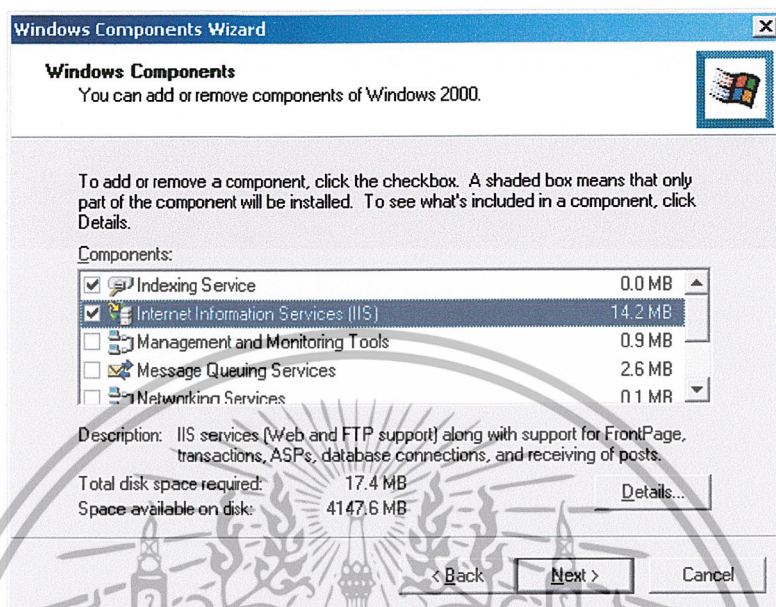 Windows Components Wizard
Windows Components
You can add or remove components of Windows 2000.
To add or remove a component, click the checkbox. A shaded box means that only
part of the component will be installed. To see what's included in a component, click
Details.
Components:
Indexing Service 0.0 MB
Internet Information Services (IIS) 14.2 MB
Management and Monitoring Tools 0.9 MB
Message Queuing Services 2.6 MB
Networking Services 0.1 MB
Description: IIS services (Web and FTP support) along with support for FrontPage,
transactions, ASPs, database connections, and receiving of posts.
Total disk space required: 17.4 MB
Space available on disk: 4147.6 MB
Details...
< Back Next > Cancel